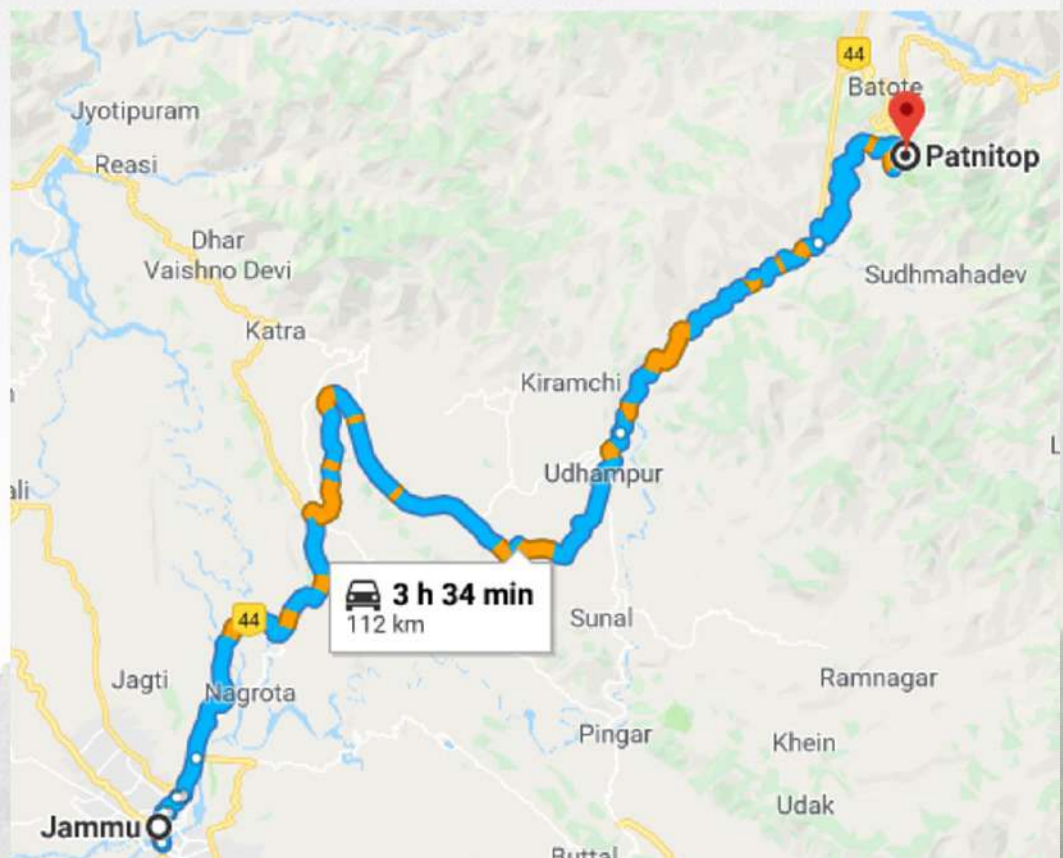 44
Batote
Jyotipuram
Patnitop
Reasi
Dhar
Vaishno Devi
Sudhmahadev
Katra
Kiramchi
Udhampur
3 h 34 min
112 km
44
Sunal
Jagti
Nagrota
Ramnagar
Pingar
Khein
Udak
Jammu